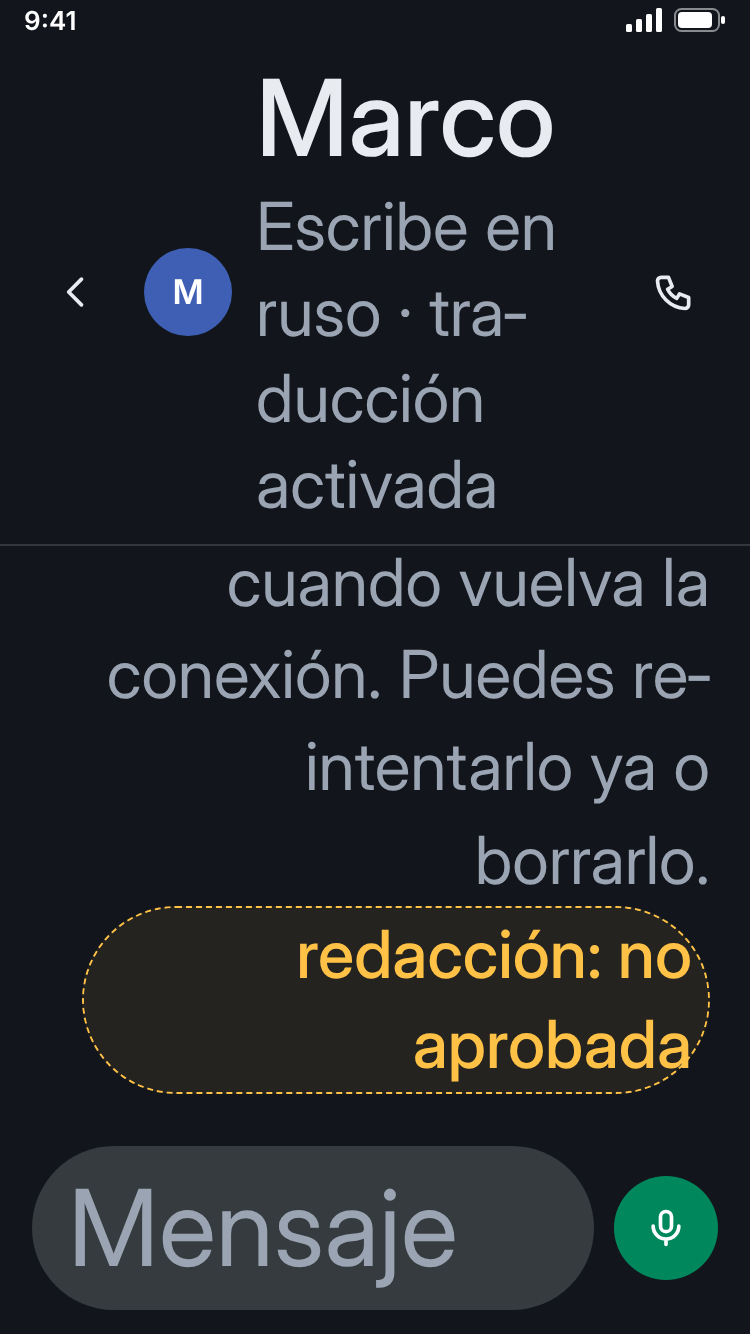 9:41
Marco
Escribe en
ruso · tra-
ducción
activada
M
cuando vuelva la
conexión. Puedes re-
intentarlo ya o
borrarlo.
redacción: no
aprobada
Mensaje